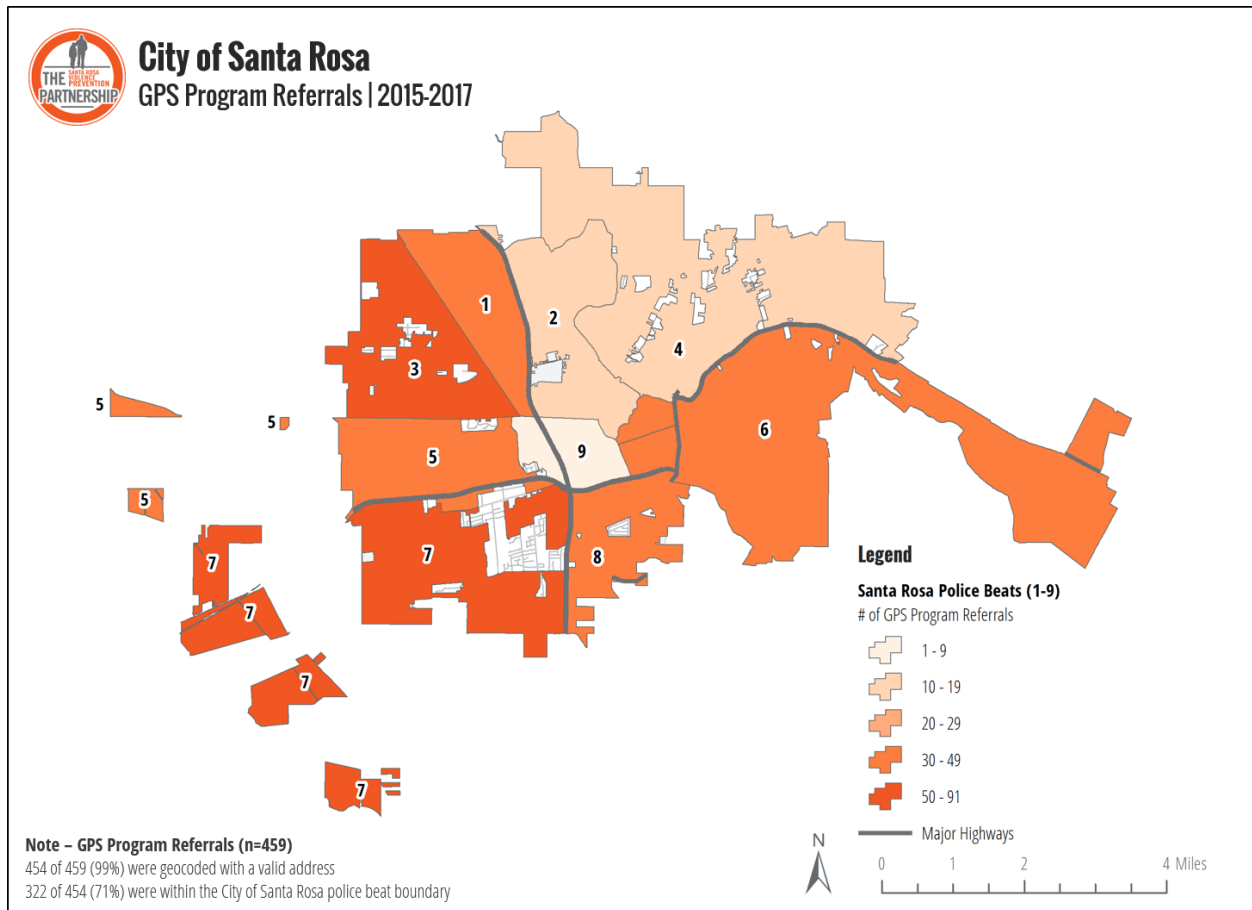 THE
SANTA ROSA
VIOLENCE
PREVENTION
PARTNERSHIP
City of Santa Rosa
GPS Program Referrals | 2015-2017
1
2
3
4
5
5
5
6
9
5
7
7
8
7
7
7
Legend
Santa Rosa Police Beats (1-9)
# of GPS Program Referrals
1 - 9
10 - 19
20 - 29
30 - 49
50 - 91
Major Highways
N
0 1 2 4 Miles
Note – GPS Program Referrals (n=459)
454 of 459 (99%) were geocoded with a valid address
322 of 454 (71%) were within the City of Santa Rosa police beat boundary